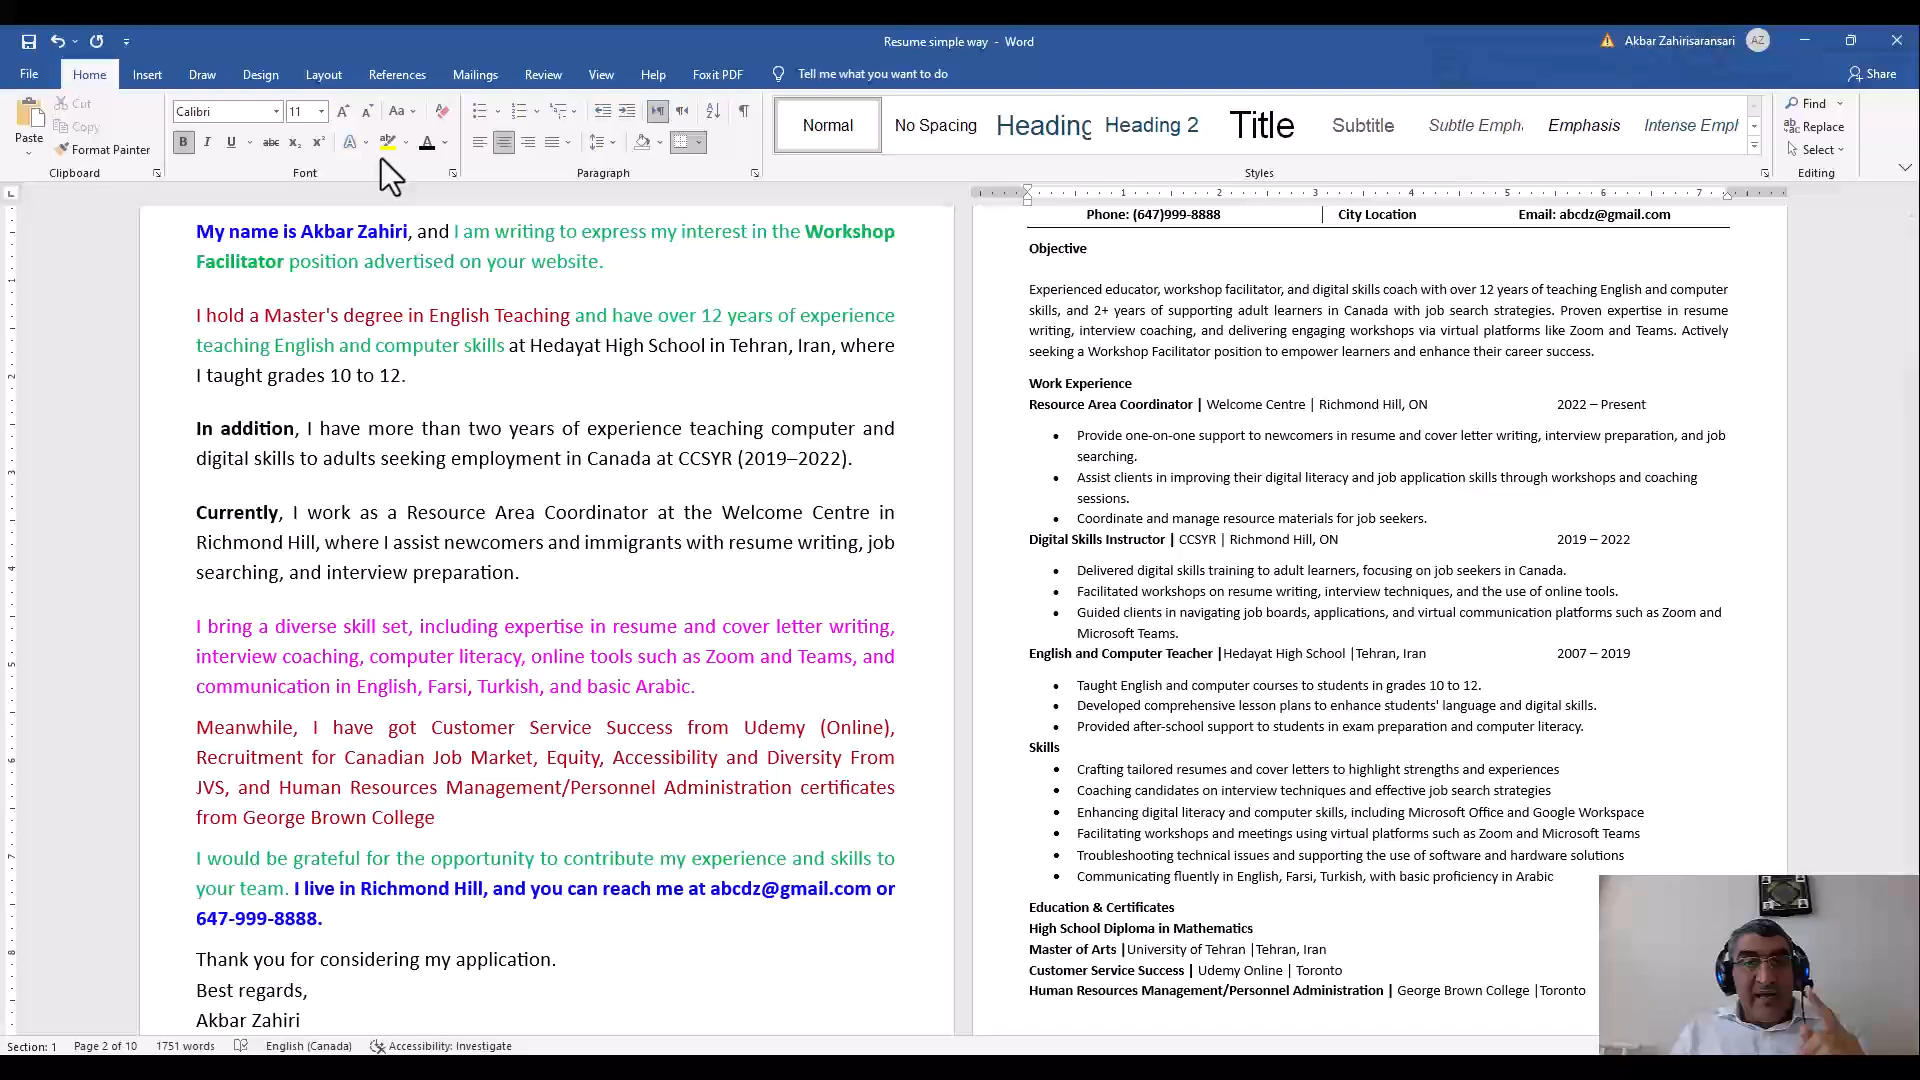 Resume simple way - Word
Akbar Zahirisaransari AZ
File Home Insert Draw Design Layout References Mailings Review View Help Foxit PDF Tell me what you want to do Share
Paste
Cut
Copy
Format Painter
Clipboard
Calibri 11
Font
Paragraph
Normal No Spacing Heading Heading 2 Title Subtitle Subtle Emph Emphasis Intense Empl
Styles
Find
Replace
Select
Editing
1 2 3 4 5 6 7
My name is Akbar Zahiri, and I am writing to express my interest in the Workshop
Facilitator position advertised on your website.
I hold a Master's degree in English Teaching and have over 12 years of experience
teaching English and computer skills at Hedayat High School in Tehran, Iran, where
I taught grades 10 to 12.
In addition, I have more than two years of experience teaching computer and
digital skills to adults seeking employment in Canada at CCSYR (2019–2022).
Currently, I work as a Resource Area Coordinator at the Welcome Centre in
Richmond Hill, where I assist newcomers and immigrants with resume writing, job
searching, and interview preparation.
I bring a diverse skill set, including expertise in resume and cover letter writing,
interview coaching, computer literacy, online tools such as Zoom and Teams, and
communication in English, Farsi, Turkish, and basic Arabic.
Meanwhile, I have got Customer Service Success from Udemy (Online),
Recruitment for Canadian Job Market, Equity, Accessibility and Diversity From
JVS, and Human Resources Management/Personnel Administration certificates
from George Brown College
I would be grateful for the opportunity to contribute my experience and skills to
your team. I live in Richmond Hill, and you can reach me at abcdz@gmail.com or
647-999-8888.
Thank you for considering my application.
Best regards,
Akbar Zahiri
Phone: (647)999-8888 | City Location Email: abcdz@gmail.com
Objective
Experienced educator, workshop facilitator, and digital skills coach with over 12 years of teaching English and computer
skills, and 2+ years of supporting adult learners in Canada with job search strategies. Proven expertise in resume
writing, interview coaching, and delivering engaging workshops via virtual platforms like Zoom and Teams. Actively
seeking a Workshop Facilitator position to empower learners and enhance their career success.
Work Experience
Resource Area Coordinator | Welcome Centre | Richmond Hill, ON 2022 – Present
• Provide one-on-one support to newcomers in resume and cover letter writing, interview preparation, and job
searching.
• Assist clients in improving their digital literacy and job application skills through workshops and coaching
sessions.
• Coordinate and manage resource materials for job seekers.
Digital Skills Instructor | CCSYR | Richmond Hill, ON 2019 – 2022
• Delivered digital skills training to adult learners, focusing on job seekers in Canada.
• Facilitated workshops on resume writing, interview techniques, and the use of online tools.
• Guided clients in navigating job boards, applications, and virtual communication platforms such as Zoom and
Microsoft Teams.
English and Computer Teacher |Hedayat High School |Tehran, Iran 2007 – 2019
• Taught English and computer courses to students in grades 10 to 12.
• Developed comprehensive lesson plans to enhance students' language and digital skills.
• Provided after-school support to students in exam preparation and computer literacy.
Skills
• Crafting tailored resumes and cover letters to highlight strengths and experiences
• Coaching candidates on interview techniques and effective job search strategies
• Enhancing digital literacy and computer skills, including Microsoft Office and Google Workspace
• Facilitating workshops and meetings using virtual platforms such as Zoom and Microsoft Teams
• Troubleshooting technical issues and supporting the use of software and hardware solutions
• Communicating fluently in English, Farsi, Turkish, with basic proficiency in Arabic
Education & Certificates
High School Diploma in Mathematics
Master of Arts |University of Tehran |Tehran, Iran
Customer Service Success | Udemy Online | Toronto
Human Resources Management/Personnel Administration | George Brown College |Toronto
Section: 1 Page 2 of 10 1751 words English (Canada) Accessibility: Investigate